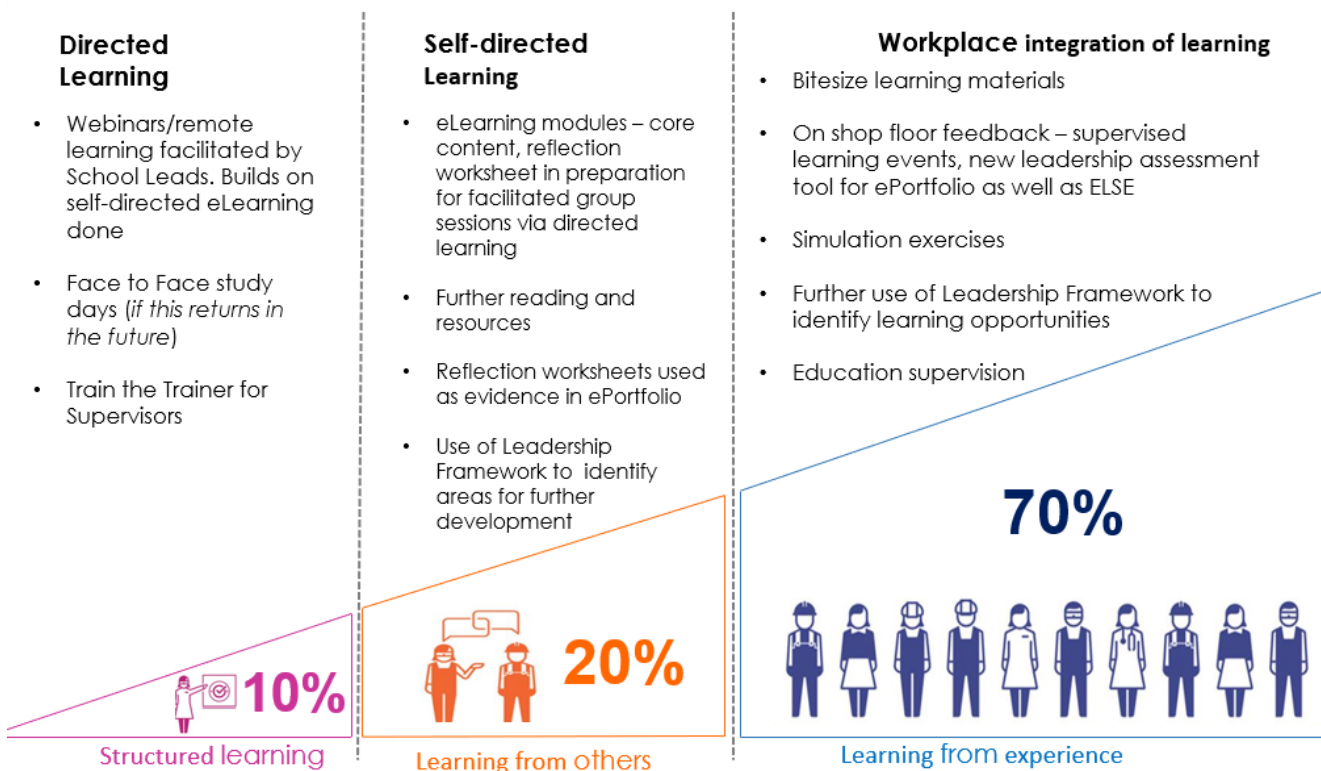 Directed
Learning
• Webinars/remote
learning facilitated by
School Leads. Builds on
self-directed eLearning
done
• Face to Face study
days (if this returns in
the future)
• Train the Trainer for
Supervisors
10%
Structured learning
Self-directed
Learning
• eLearning modules – core
content, reflection
worksheet in preparation
for facilitated group
sessions via directed
learning
• Further reading and
resources
• Reflection worksheets used
as evidence in ePortfolio
• Use of Leadership
Framework to identify
areas for further
development
20%
Learning from others
Workplace integration of learning
• Bitesize learning materials
• On shop floor feedback – supervised
learning events, new leadership assessment
tool for ePortfolio as well as ELSE
• Simulation exercises
• Further use of Leadership Framework to
identify learning opportunities
• Education supervision
70%
Learning from experience